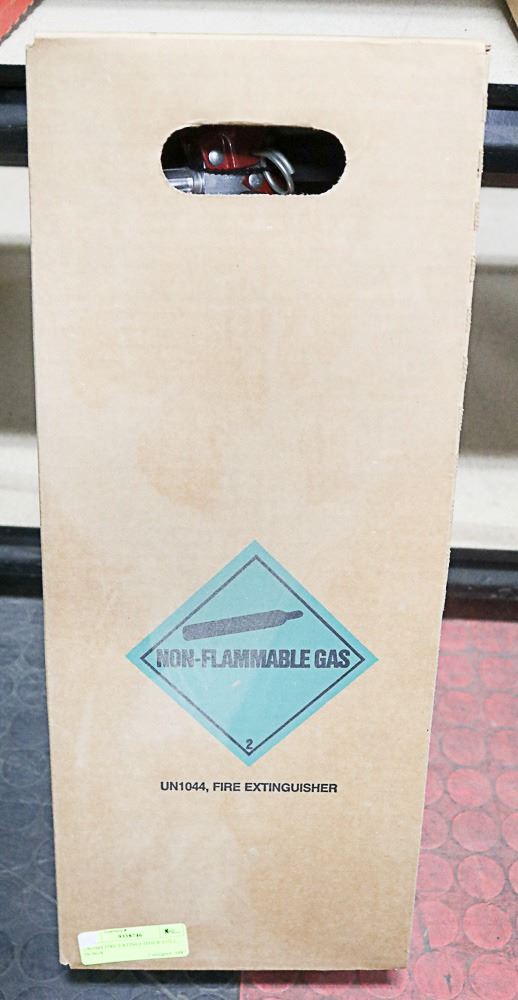 NON-FLAMMABLE GAS
2
UN1044, FIRE EXTINGUISHER